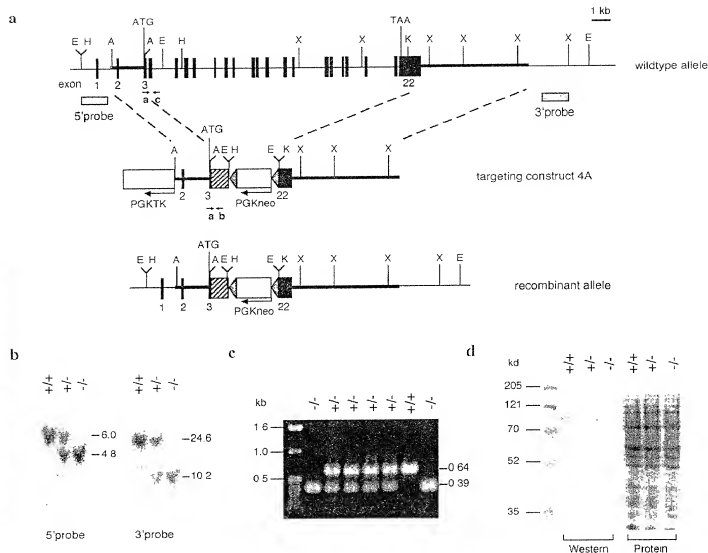 a
1 kb
ATG
TAA
E H A A E H X K X X X E
wildtype allele
exon 1 2 3 22
a c
5'probe
3'probe
ATG
A A E H E K X X X
targeting construct 4A
PGKTK 2 3 PGKneo 22
a b
ATG
E H A A E H E K X X X X E
recombinant allele
1 2 3 PGKneo 22
b
+/+ +/- -/- +/+ +/- -/-
6.0
4 8
24.6
10 2
5'probe 3'probe
c
kb
-/- +/- +/- +/- +/- +/+ -/-
1 6
1.0
0 5
0 64
0 39
d
kd
+/+ +/- -/- +/+ +/- -/-
205
121
70
52
35
Western Protein